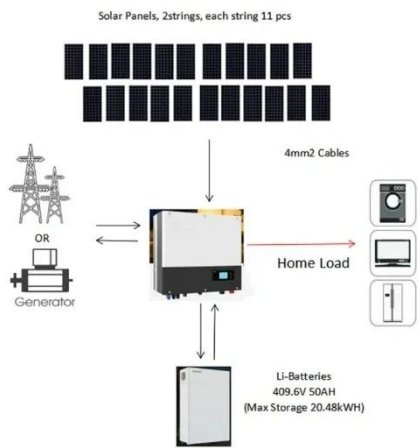 Solar Panels, 2strings, each string 11 pcs
4mm2 Cables
OR
Generator
Home Load
Li-Batteries
409.6V 50AH
(Max Storage 20.48kWH)